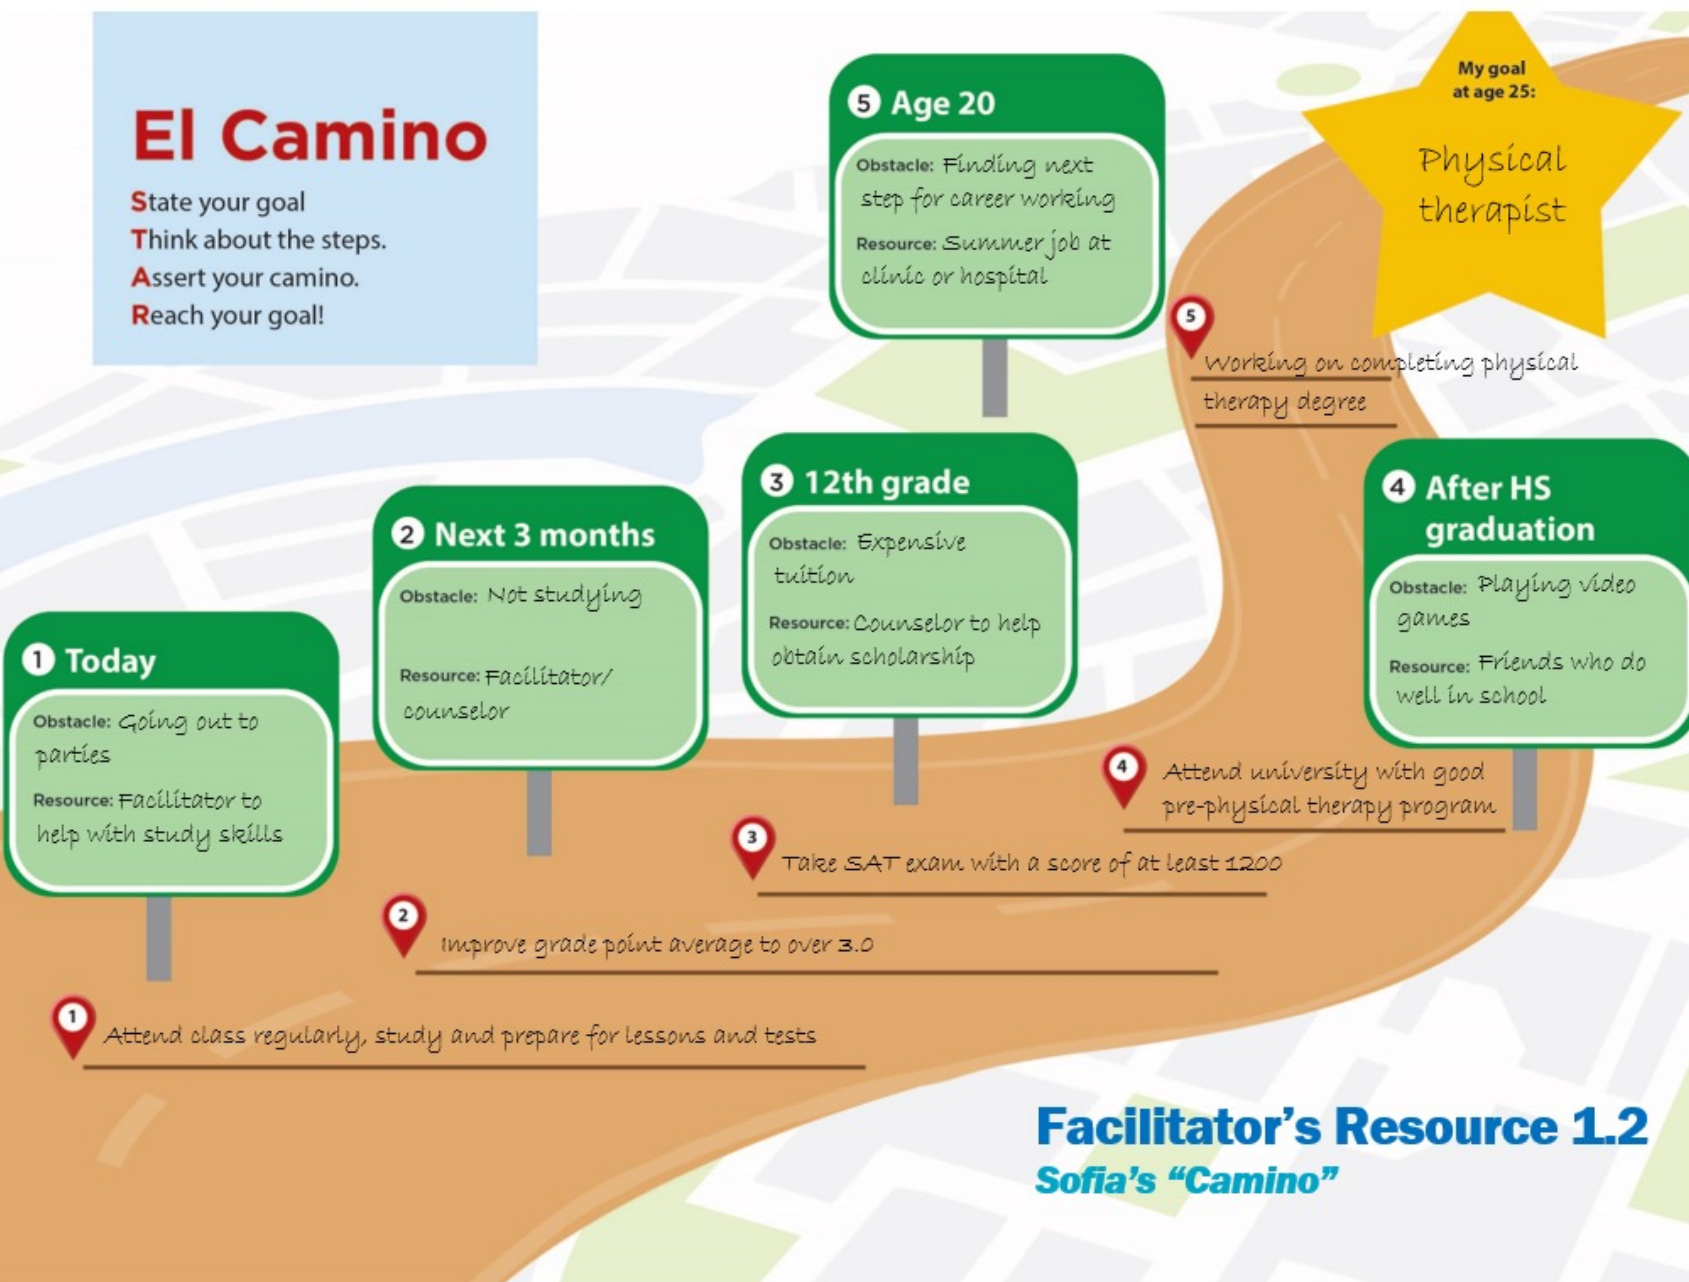 El Camino
State your goal
Think about the steps.
Assert your camino.
Reach your goal!
5 Age 20
Obstacle: Finding next
step for career working
Resource: Summer job at
clinic or hospital
My goal
at age 25:
Physical
therapist
5
Working on completing physical
therapy degree
4 After HS
graduation
Obstacle: Playing video
games
Resource: Friends who do
well in school
3 12th grade
Obstacle: Expensive
tuition
Resource: Counselor to help
obtain scholarship
2 Next 3 months
Obstacle: Not studying
Resource: Facilitator/
counselor
1 Today
Obstacle: Going out to
parties
Resource: Facilitator to
help with study skills
4
Attend university with good
pre-physical therapy program
3
Take SAT exam with a score of at least 1200
2
Improve grade point average to over 3.0
1
Attend class regularly, study and prepare for lessons and tests
Facilitator's Resource 1.2
Sofia's "Camino"